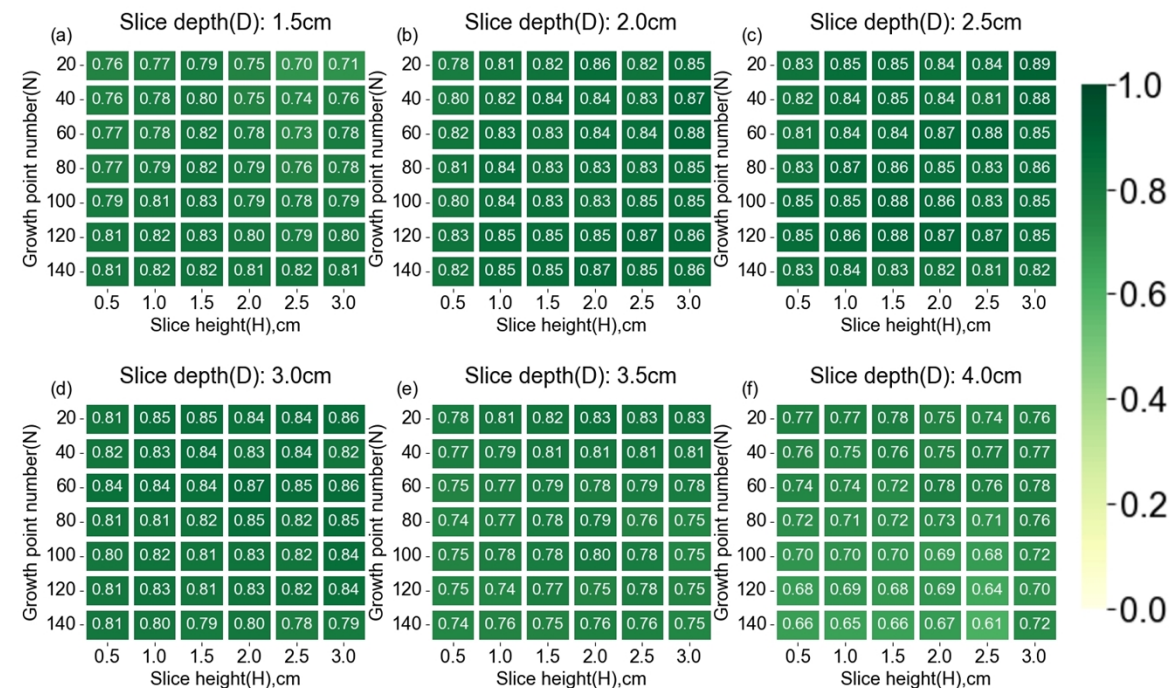 Slice depth(D): 1.5cm
(a)
Growth point number(N)
20 0.76 0.77 0.79 0.75 0.70 0.71
40 0.76 0.78 0.80 0.75 0.74 0.76
60 0.77 0.78 0.82 0.78 0.73 0.78
80 0.77 0.79 0.82 0.79 0.76 0.78
100 0.79 0.81 0.83 0.79 0.78 0.79
120 0.81 0.82 0.83 0.80 0.79 0.80
140 0.81 0.82 0.82 0.81 0.82 0.81
0.5 1.0 1.5 2.0 2.5 3.0
Slice height(H),cm
Slice depth(D): 2.0cm
(b)
Growth point number(N)
20 0.78 0.81 0.82 0.86 0.82 0.85
40 0.80 0.82 0.84 0.84 0.83 0.87
60 0.82 0.83 0.83 0.84 0.84 0.88
80 0.81 0.84 0.83 0.83 0.83 0.85
100 0.80 0.84 0.83 0.83 0.85 0.85
120 0.83 0.85 0.85 0.85 0.87 0.86
140 0.82 0.85 0.85 0.87 0.85 0.86
0.5 1.0 1.5 2.0 2.5 3.0
Slice height(H),cm
Slice depth(D): 2.5cm
(c)
Growth point number(N)
20 0.83 0.85 0.85 0.84 0.84 0.89
40 0.82 0.84 0.85 0.84 0.81 0.88
60 0.81 0.84 0.84 0.87 0.88 0.85
80 0.83 0.87 0.86 0.85 0.83 0.86
100 0.85 0.85 0.88 0.86 0.83 0.85
120 0.85 0.86 0.88 0.87 0.87 0.85
140 0.83 0.84 0.83 0.82 0.81 0.82
0.5 1.0 1.5 2.0 2.5 3.0
Slice height(H),cm
Slice depth(D): 3.0cm
(d)
Growth point number(N)
20 0.81 0.85 0.85 0.84 0.84 0.86
40 0.82 0.83 0.84 0.83 0.84 0.82
60 0.84 0.84 0.84 0.87 0.85 0.86
80 0.81 0.81 0.82 0.85 0.82 0.85
100 0.80 0.82 0.81 0.83 0.82 0.84
120 0.81 0.83 0.81 0.83 0.82 0.84
140 0.81 0.80 0.79 0.80 0.78 0.79
0.5 1.0 1.5 2.0 2.5 3.0
Slice height(H),cm
Slice depth(D): 3.5cm
(e)
Growth point number(N)
20 0.78 0.81 0.82 0.83 0.83 0.83
40 0.77 0.79 0.81 0.81 0.81 0.81
60 0.75 0.77 0.79 0.78 0.79 0.78
80 0.74 0.77 0.78 0.79 0.76 0.75
100 0.75 0.78 0.78 0.80 0.78 0.75
120 0.75 0.74 0.77 0.75 0.78 0.75
140 0.74 0.76 0.75 0.76 0.76 0.75
0.5 1.0 1.5 2.0 2.5 3.0
Slice height(H),cm
Slice depth(D): 4.0cm
(f)
Growth point number(N)
20 0.77 0.77 0.78 0.75 0.74 0.76
40 0.76 0.75 0.76 0.75 0.77 0.77
60 0.74 0.74 0.72 0.78 0.76 0.78
80 0.72 0.71 0.72 0.73 0.71 0.76
100 0.70 0.70 0.70 0.69 0.68 0.72
120 0.68 0.69 0.68 0.69 0.64 0.70
140 0.66 0.65 0.66 0.67 0.61 0.72
0.5 1.0 1.5 2.0 2.5 3.0
Slice height(H),cm
1.0
0.8
0.6
0.4
0.2
0.0